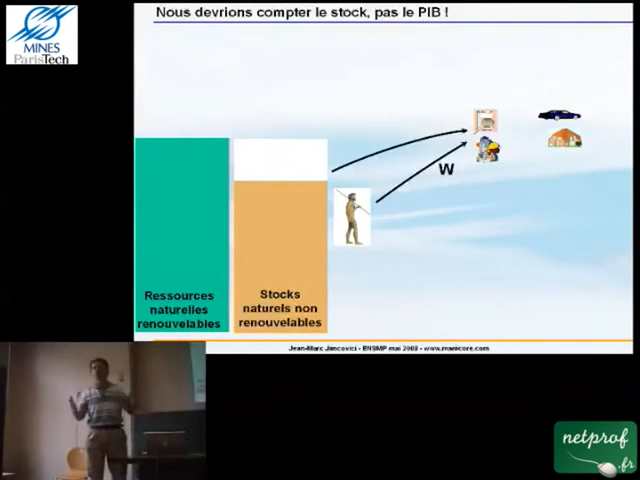 Nous devrions compter le stock, pas le PIB !
MINES
ParisTech
W
Ressources
naturelles
renouvelables
Stocks
naturels non
renouvelables
Jean-Marc Jancovici - ENSMP mai 2008 - www.manicore.com
netprof
.fr